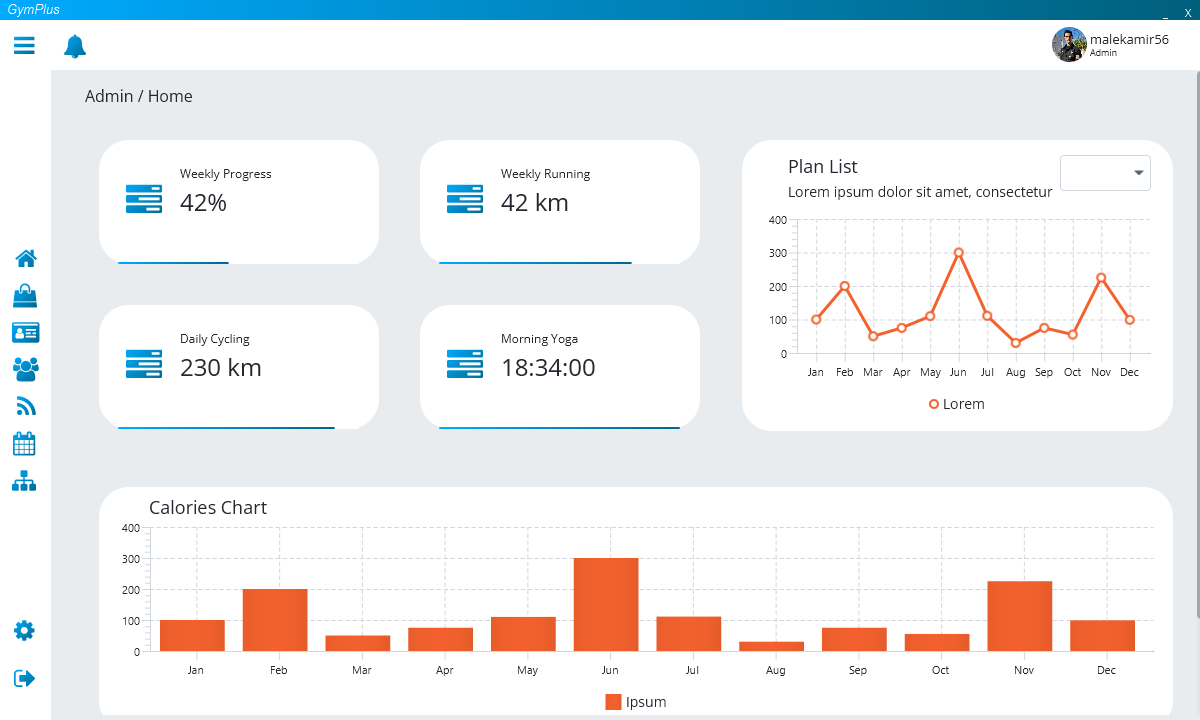 GymPlus
_ X
malekamir56
Admin
Admin / Home
Weekly Progress
42%
Weekly Running
42 km
Daily Cycling
230 km
Morning Yoga
18:34:00
Plan List
Lorem ipsum dolor sit amet, consectetur
400
300
200
100
0
Jan Feb Mar Apr May Jun Jul Aug Sep Oct Nov Dec
Lorem
Calories Chart
400
300
200
100
0
Jan Feb Mar Apr May Jun Jul Aug Sep Oct Nov Dec
Ipsum